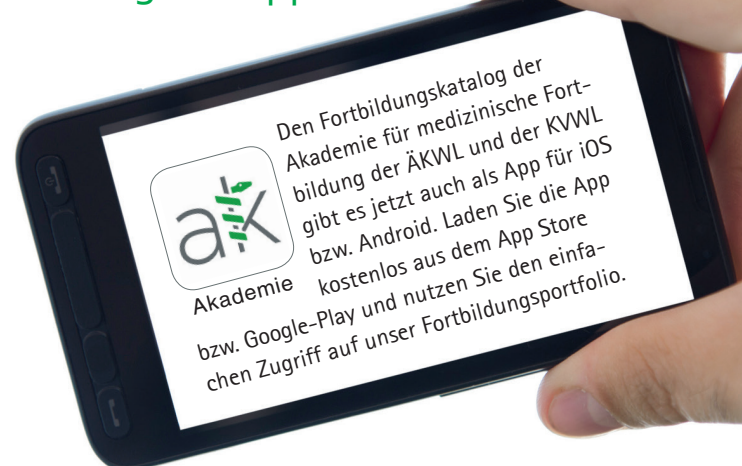 Den Fortbildungskatalog der
Akademie für medizinische Fort-
bildung der ÄKWL und der KVWL
gibt es jetzt auch als App für iOS
bzw. Android. Laden Sie die App
kostenlos aus dem App Store
bzw. Google-Play und nutzen Sie den einfa-
chen Zugriff auf unser Fortbildungsportfolio.
ak
Akademie